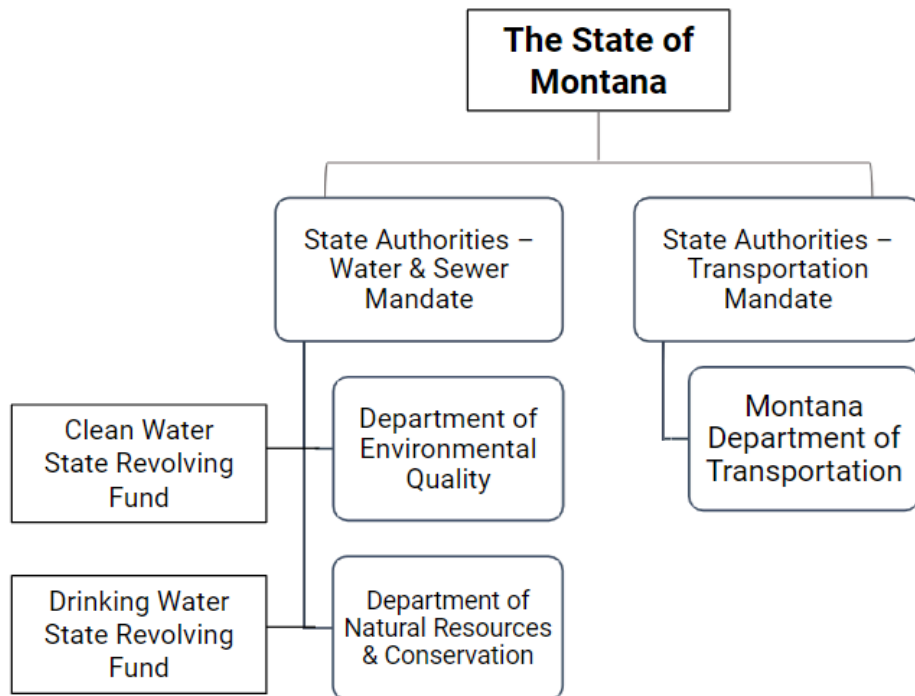 The State of
Montana
State Authorities –
Water & Sewer
Mandate
State Authorities –
Transportation
Mandate
Clean Water
State Revolving
Fund
Department of
Environmental
Quality
Montana
Department of
Transportation
Drinking Water
State Revolving
Fund
Department of
Natural Resources
& Conservation